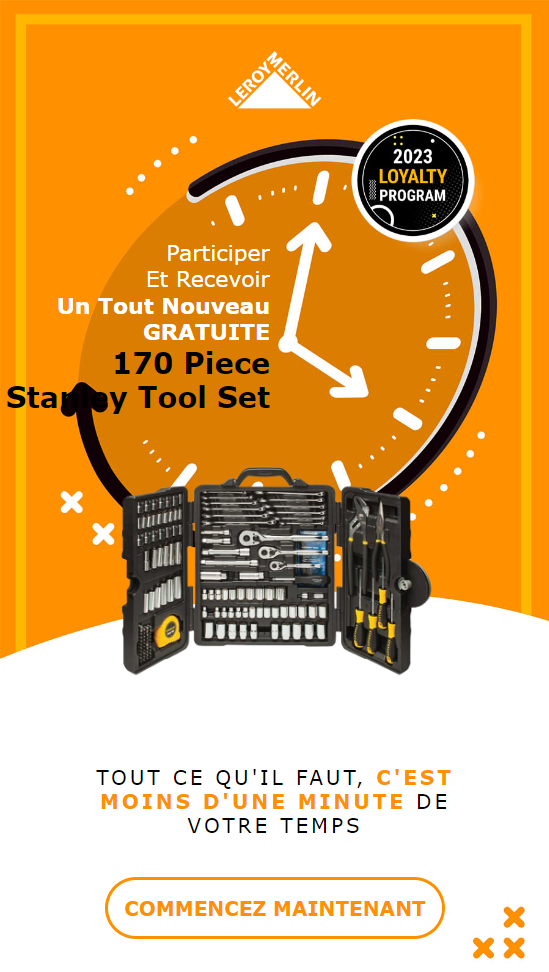 LEROY MERLIN
2023
LOYALTY
PROGRAM
Participer
Et Recevoir
Un Tout Nouveau
GRATUITE
170 Piece
Stanley Tool Set
TOUT CE QU'IL FAUT, C'EST
MOINS D'UNE MINUTE DE
VOTRE TEMPS
COMMENCEZ MAINTENANT